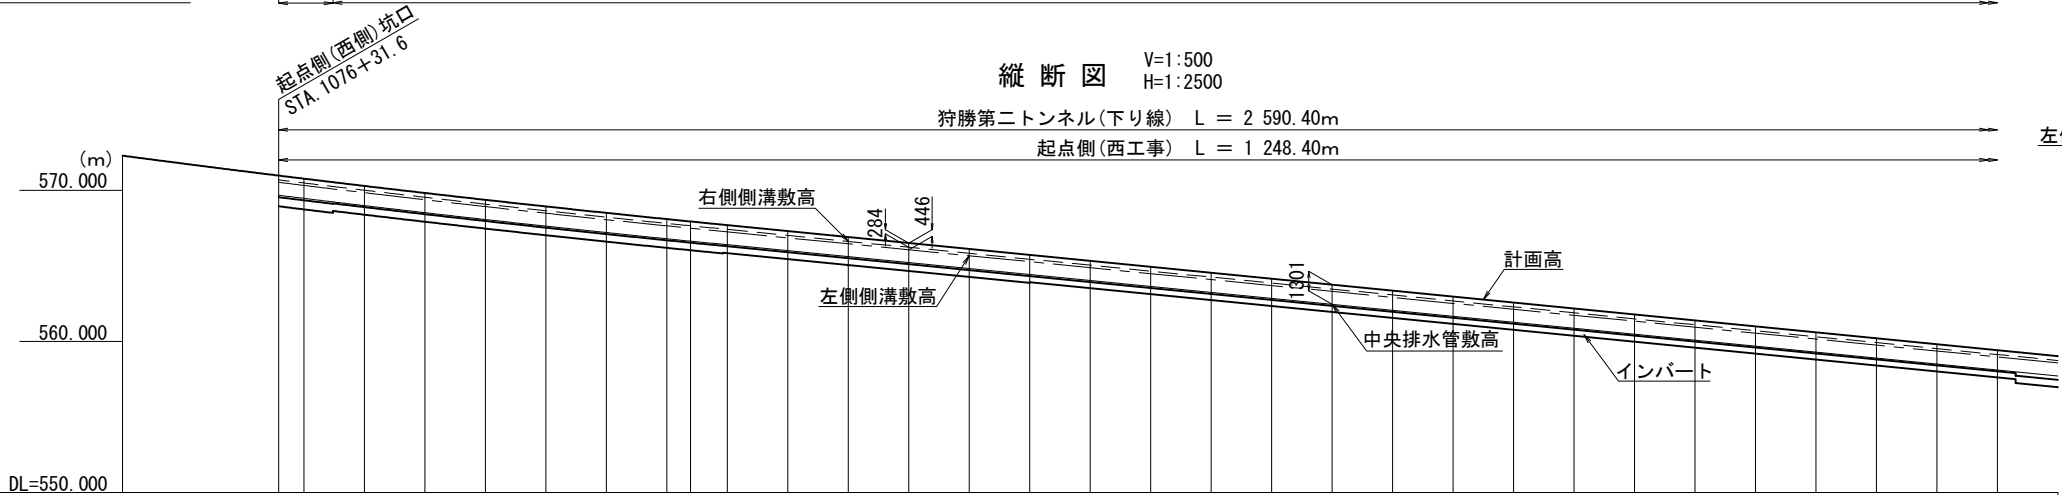 起点側(西側)坑口
STA.1076+31.6
縦断図
V=1:500
H=1:2500
狩勝第二トンネル(下り線) L = 2 590.40m
起点側(西工事) L = 1 248.40m
(m)
570.000
右側側溝敷高
284
446
左側側溝敷高
計画高
1301
560.000
中央排水管敷高
インバート
DL=550.000